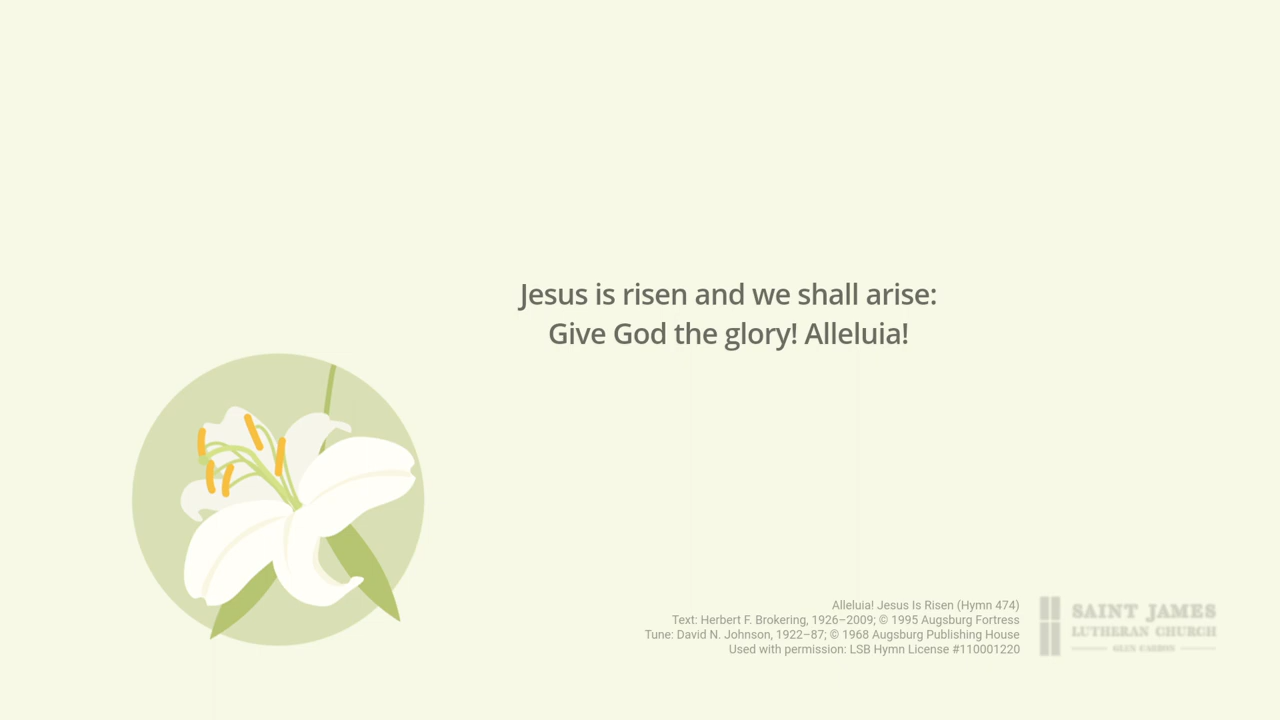 Jesus is risen and we shall arise:
Give God the glory! Alleluia!
Alleluia! Jesus Is Risen (Hymn 474)
Text: Herbert F. Brokering, 1926–2009; © 1995 Augsburg Fortress
Tune: David N. Johnson, 1922–87; © 1968 Augsburg Publishing House
Used with permission: LSB Hymn License #110001220
SAINT JAMES
LUTHERAN CHURCH